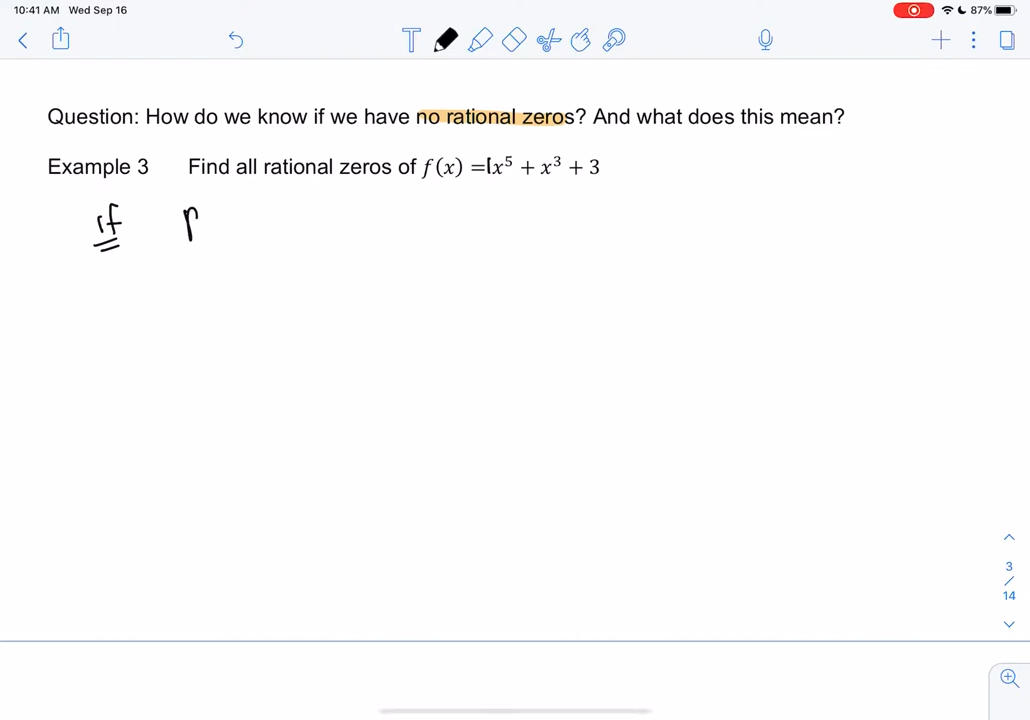 10:41 AM Wed Sep 16 87%
T
Question: How do we know if we have no rational zeros? And what does this mean?
Example 3 Find all rational zeros of f(x) = x⁵ + x³ + 3
if
3
/
14